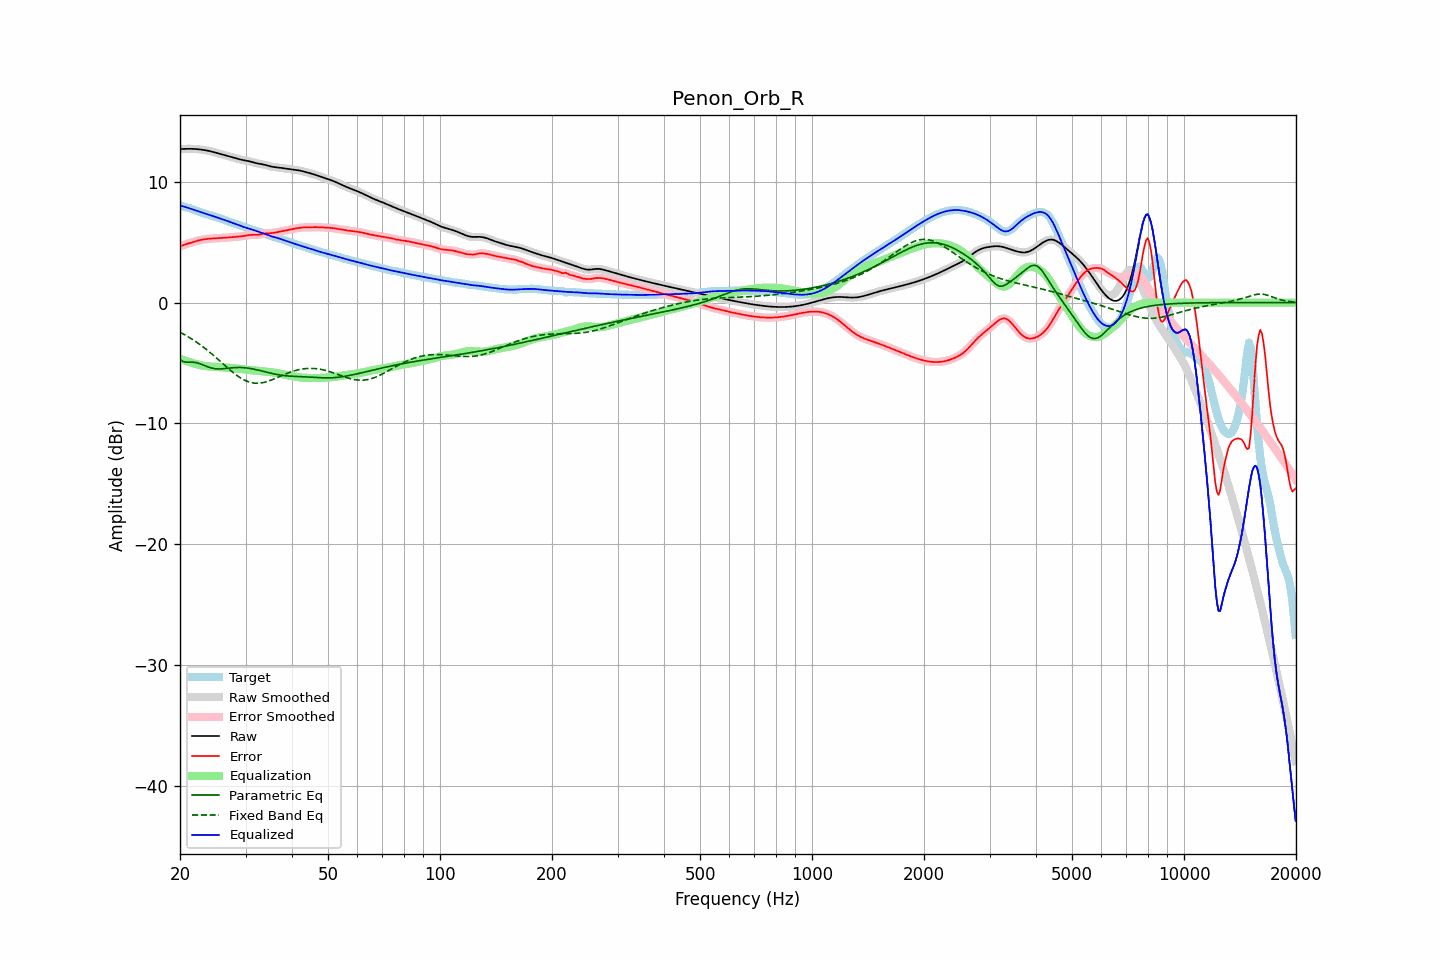 Penon_Orb_R
Amplitude (dBr)
10
0
−10
−20
−30
−40
Target
Raw Smoothed
Error Smoothed
Raw
Error
Equalization
Parametric Eq
Fixed Band Eq
Equalized
20 50 100 200 500 1000 2000 5000 10000 20000
Frequency (Hz)